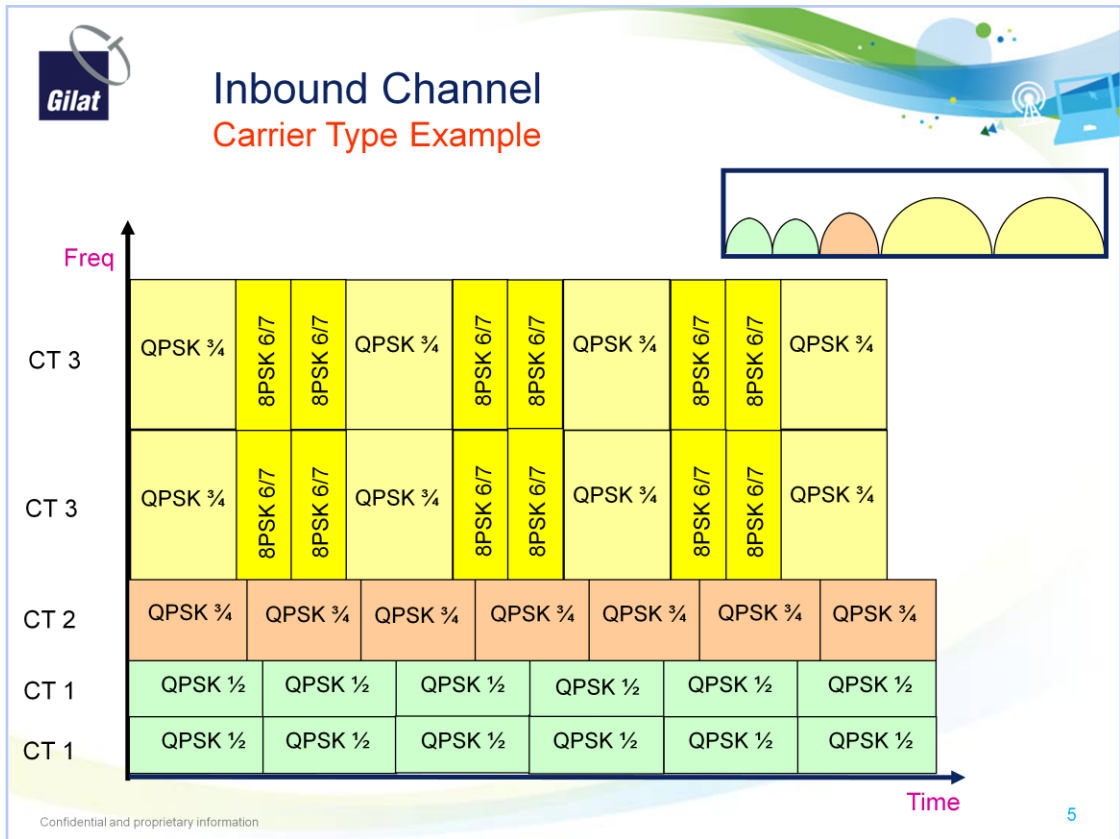 Gilat
Inbound Channel
Carrier Type Example
Freq
CT 3
QPSK ¾
8PSK 6/7
8PSK 6/7
QPSK ¾
8PSK 6/7
8PSK 6/7
QPSK ¾
8PSK 6/7
8PSK 6/7
QPSK ¾
CT 3
QPSK ¾
8PSK 6/7
8PSK 6/7
QPSK ¾
8PSK 6/7
8PSK 6/7
QPSK ¾
8PSK 6/7
8PSK 6/7
QPSK ¾
CT 2
QPSK ¾
QPSK ¾
QPSK ¾
QPSK ¾
QPSK ¾
QPSK ¾
QPSK ¾
CT 1
QPSK ½
QPSK ½
QPSK ½
QPSK ½
QPSK ½
QPSK ½
CT 1
QPSK ½
QPSK ½
QPSK ½
QPSK ½
QPSK ½
QPSK ½
Time
Confidential and proprietary information
5